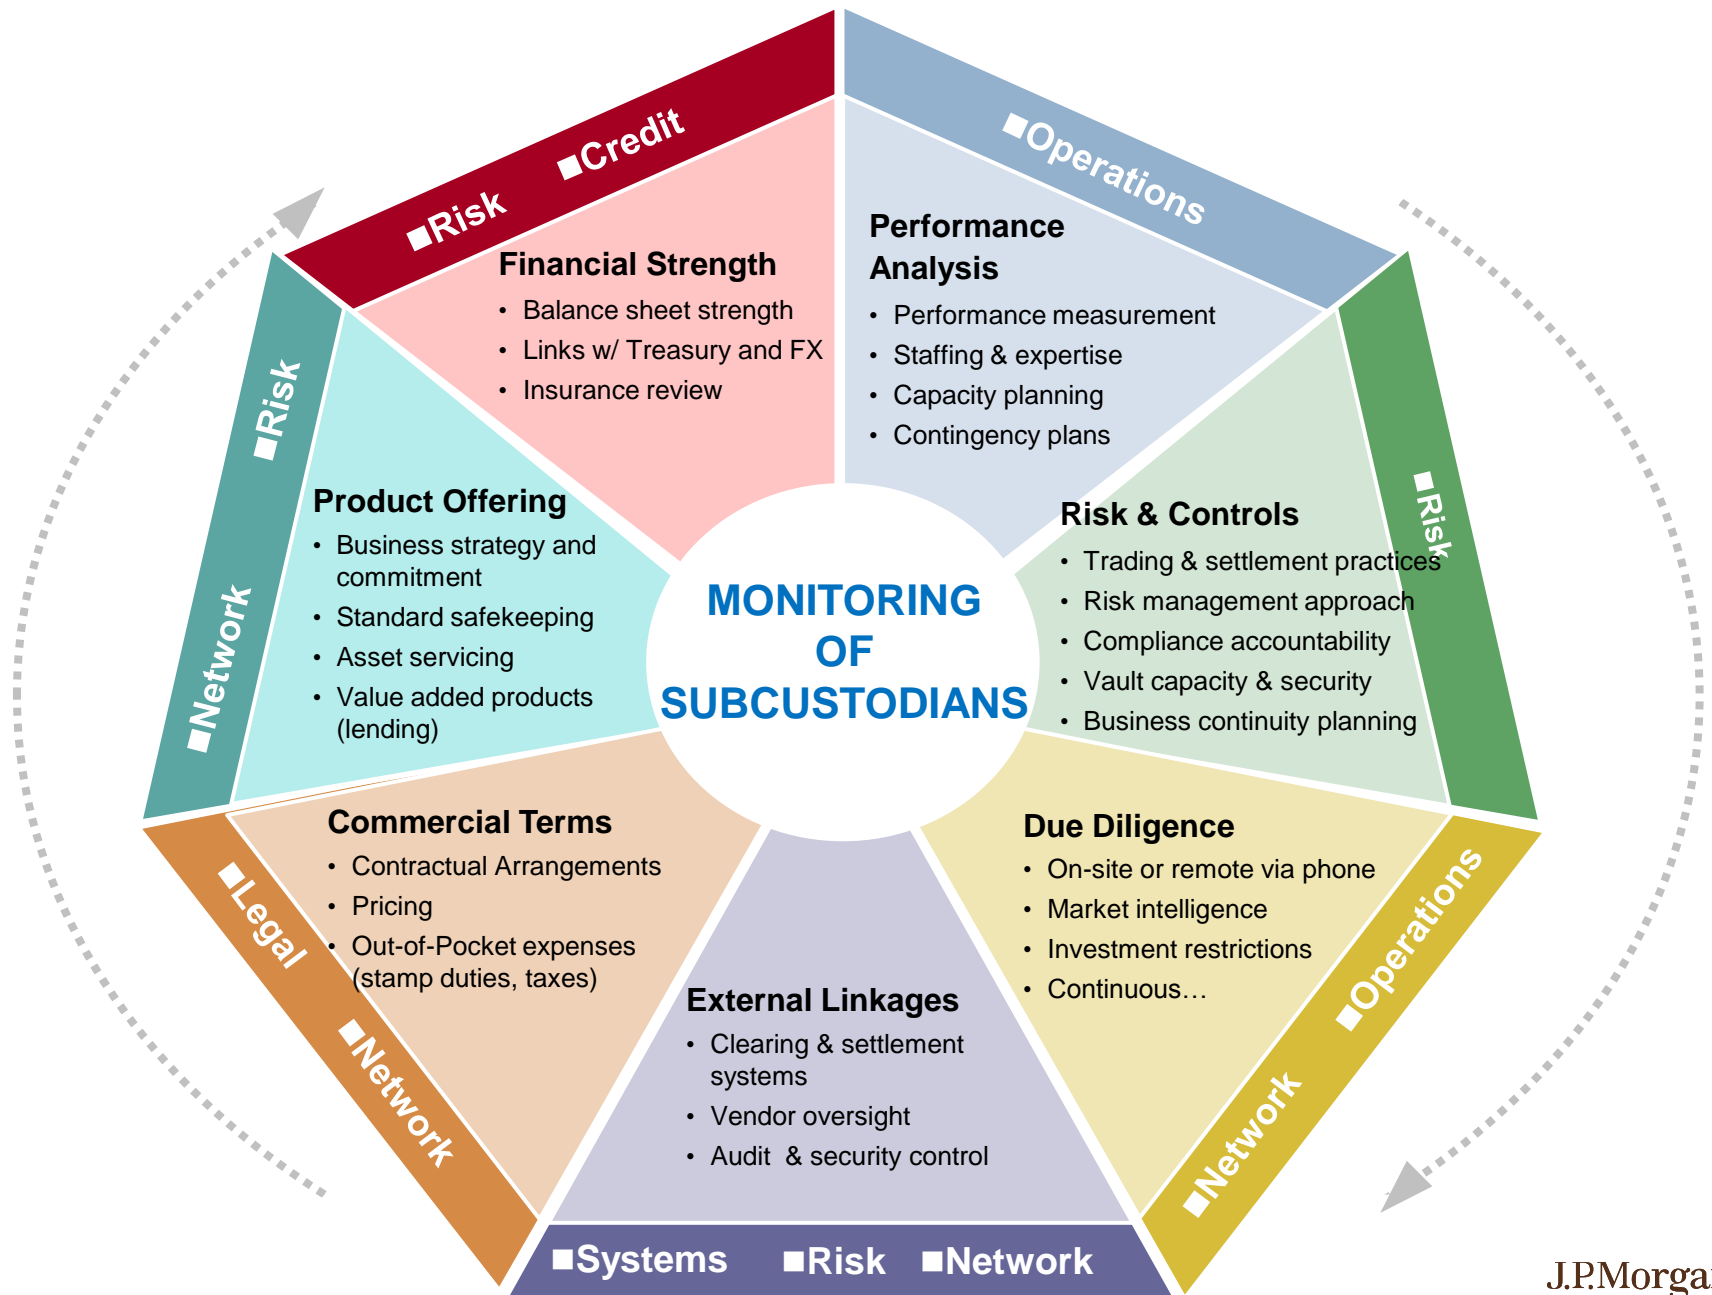 ■Risk ■Credit
Financial Strength
• Balance sheet strength
• Links w/ Treasury and FX
• Insurance review
■Operations
Performance
Analysis
• Performance measurement
• Staffing & expertise
• Capacity planning
• Contingency plans
■Risk
Risk & Controls
• Trading & settlement practices
• Risk management approach
• Compliance accountability
• Vault capacity & security
• Business continuity planning
■Network ■Operations
Due Diligence
• On-site or remote via phone
• Market intelligence
• Investment restrictions
• Continuous…
External Linkages
• Clearing & settlement
systems
• Vendor oversight
• Audit & security control
■Systems ■Risk ■Network
■Legal ■Network
Commercial Terms
• Contractual Arrangements
• Pricing
• Out-of-Pocket expenses
(stamp duties, taxes)
■Network ■Risk
Product Offering
• Business strategy and
commitment
• Standard safekeeping
• Asset servicing
• Value added products
(lending)
MONITORING
OF
SUBCUSTODIANS
J.P.Morga